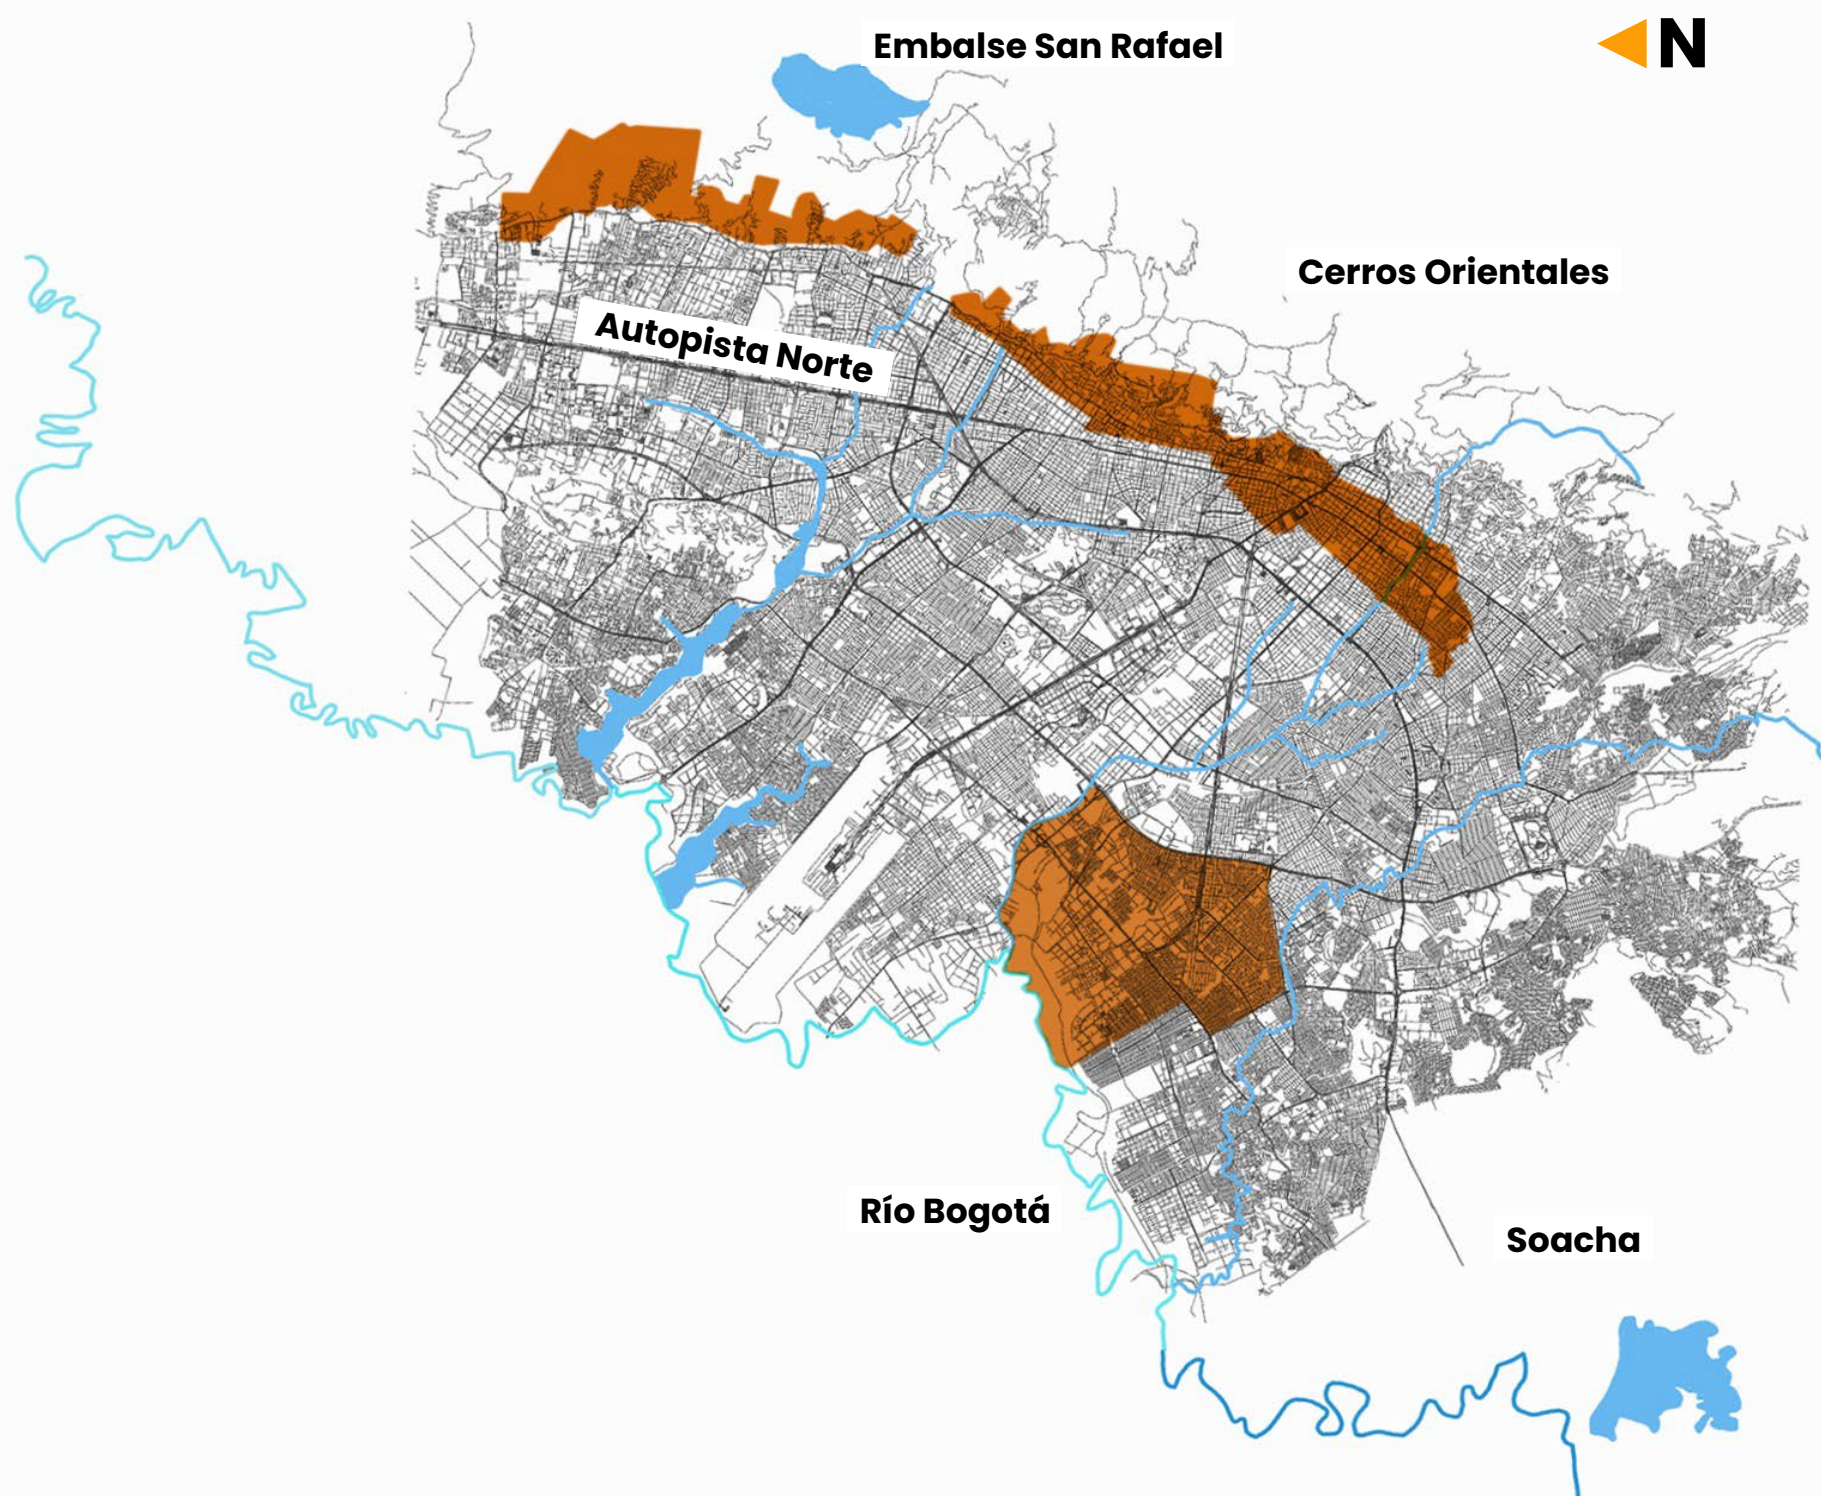 Embalse San Rafael
N
Cerros Orientales
Autopista Norte
Río Bogotá
Soacha